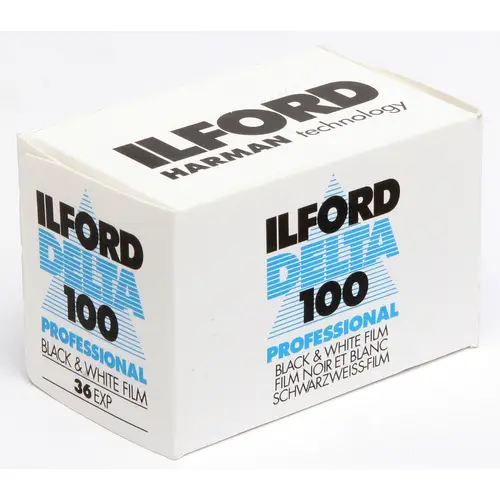 ILFORD
HARMAN technology
ILFORD
DELTA
100
PROFESSIONAL
BLACK & WHITE FILM
36 EXP
ILFORD
DELTA
100
PROFESSIONAL
BLACK & WHITE FILM
FILM NOIR ET BLANC
SCHWARZWEISS-FILM